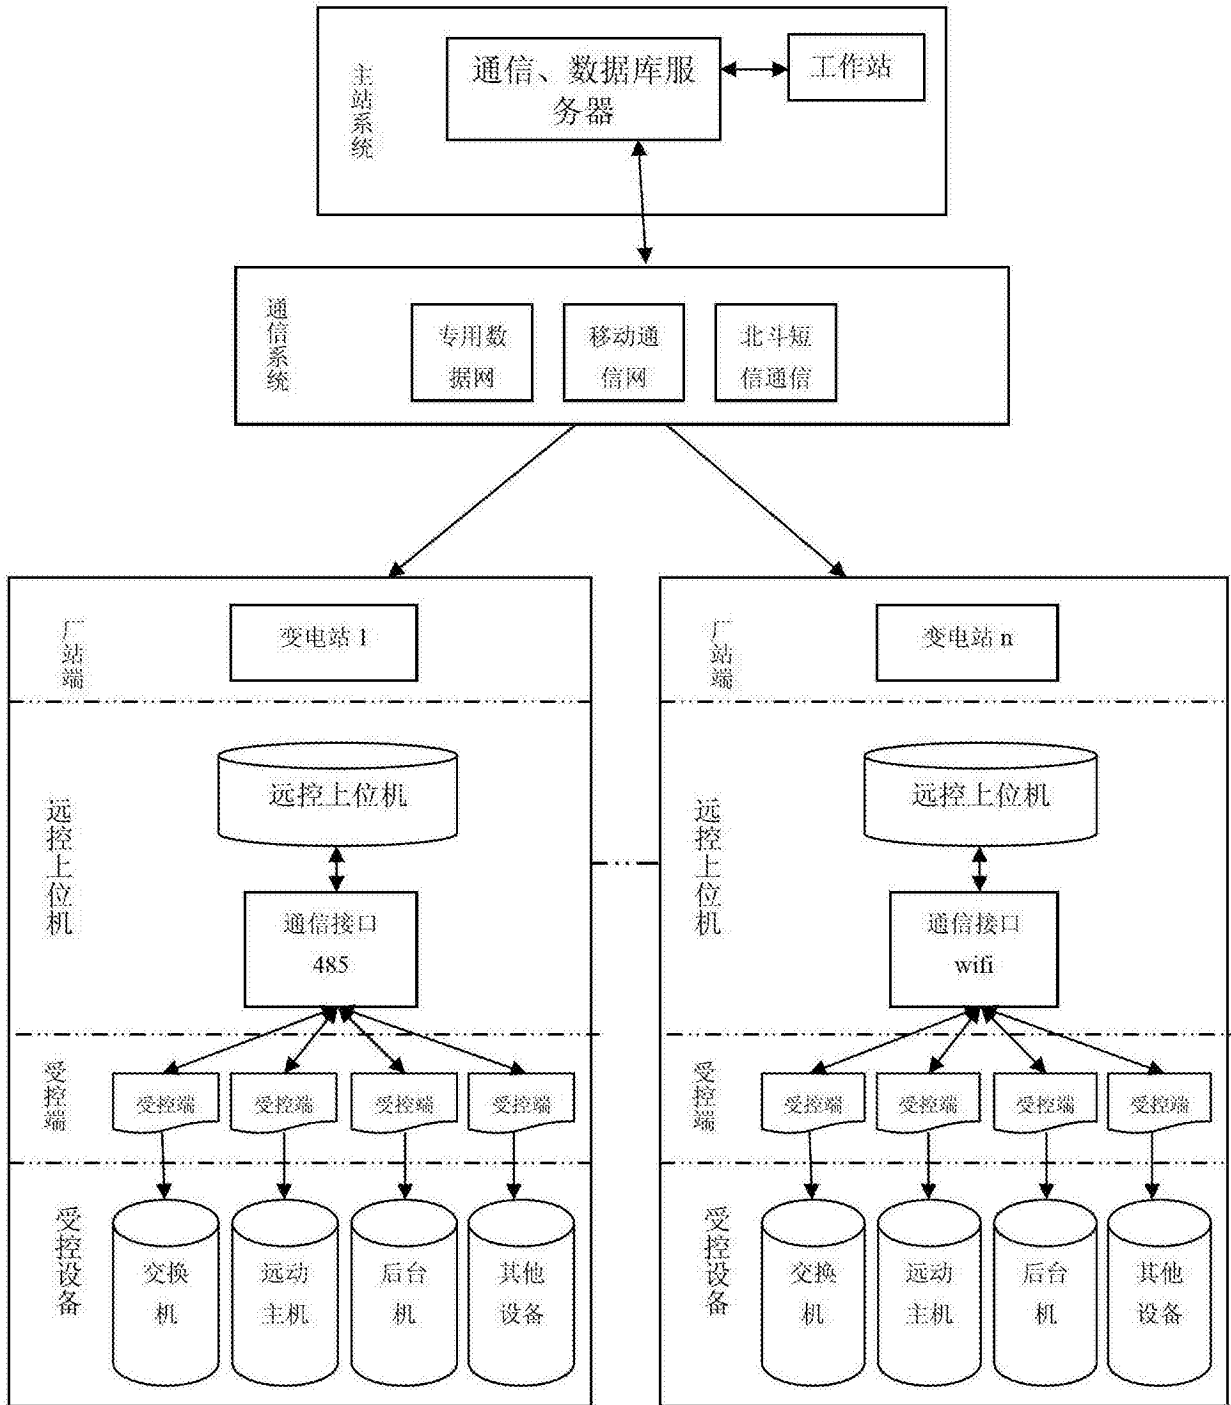 主站系统
通信、数据库服
务器
工作站
通信系统
专用数
据网
移动通
信网
北斗短
信通信
厂站端
变电站 1
远控上位机
远控上位机
通信接口
485
受控端
受控端
受控端
受控端
受控端
受控设备
交换
机
远动
主机
后台
机
其他
设备
厂站端
变电站 n
远控上位机
远控上位机
通信接口
wifi
受控端
受控端
受控端
受控端
受控端
受控设备
交换
机
远动
主机
后台
机
其他
设备